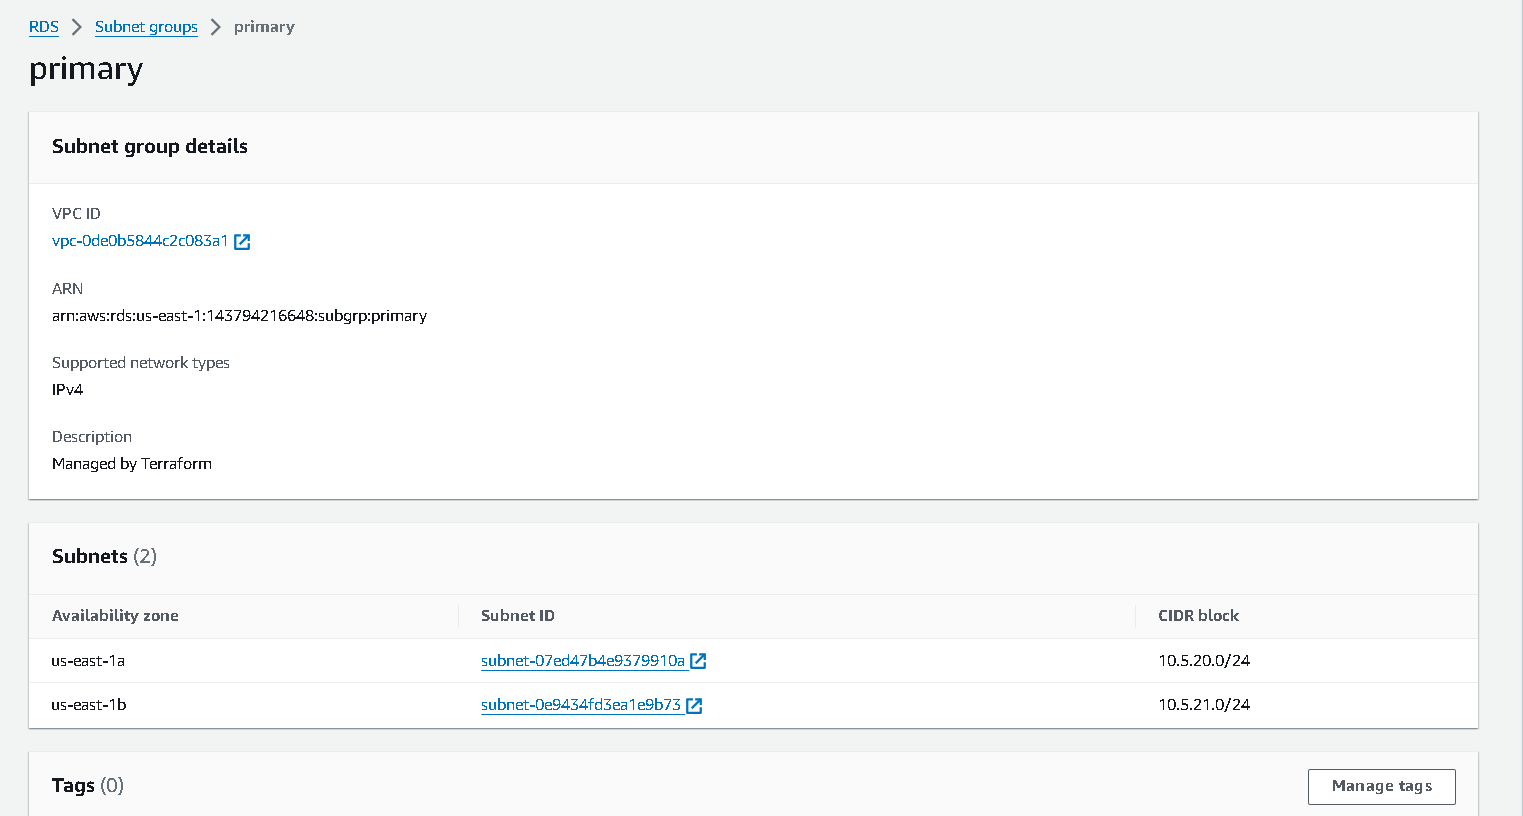 RDS > Subnet groups > primary
primary
Subnet group details
VPC ID
vpc-0de0b5844c2c083a1
ARN
arn:aws:rds:us-east-1:143794216648:subgrp:primary
Supported network types
IPv4
Description
Managed by Terraform
Subnets (2)
Availability zone Subnet ID CIDR block
us-east-1a subnet-07ed47b4e9379910a 10.5.20.0/24
us-east-1b subnet-0e9434fd3ea1e9b73 10.5.21.0/24
Tags (0) Manage tags